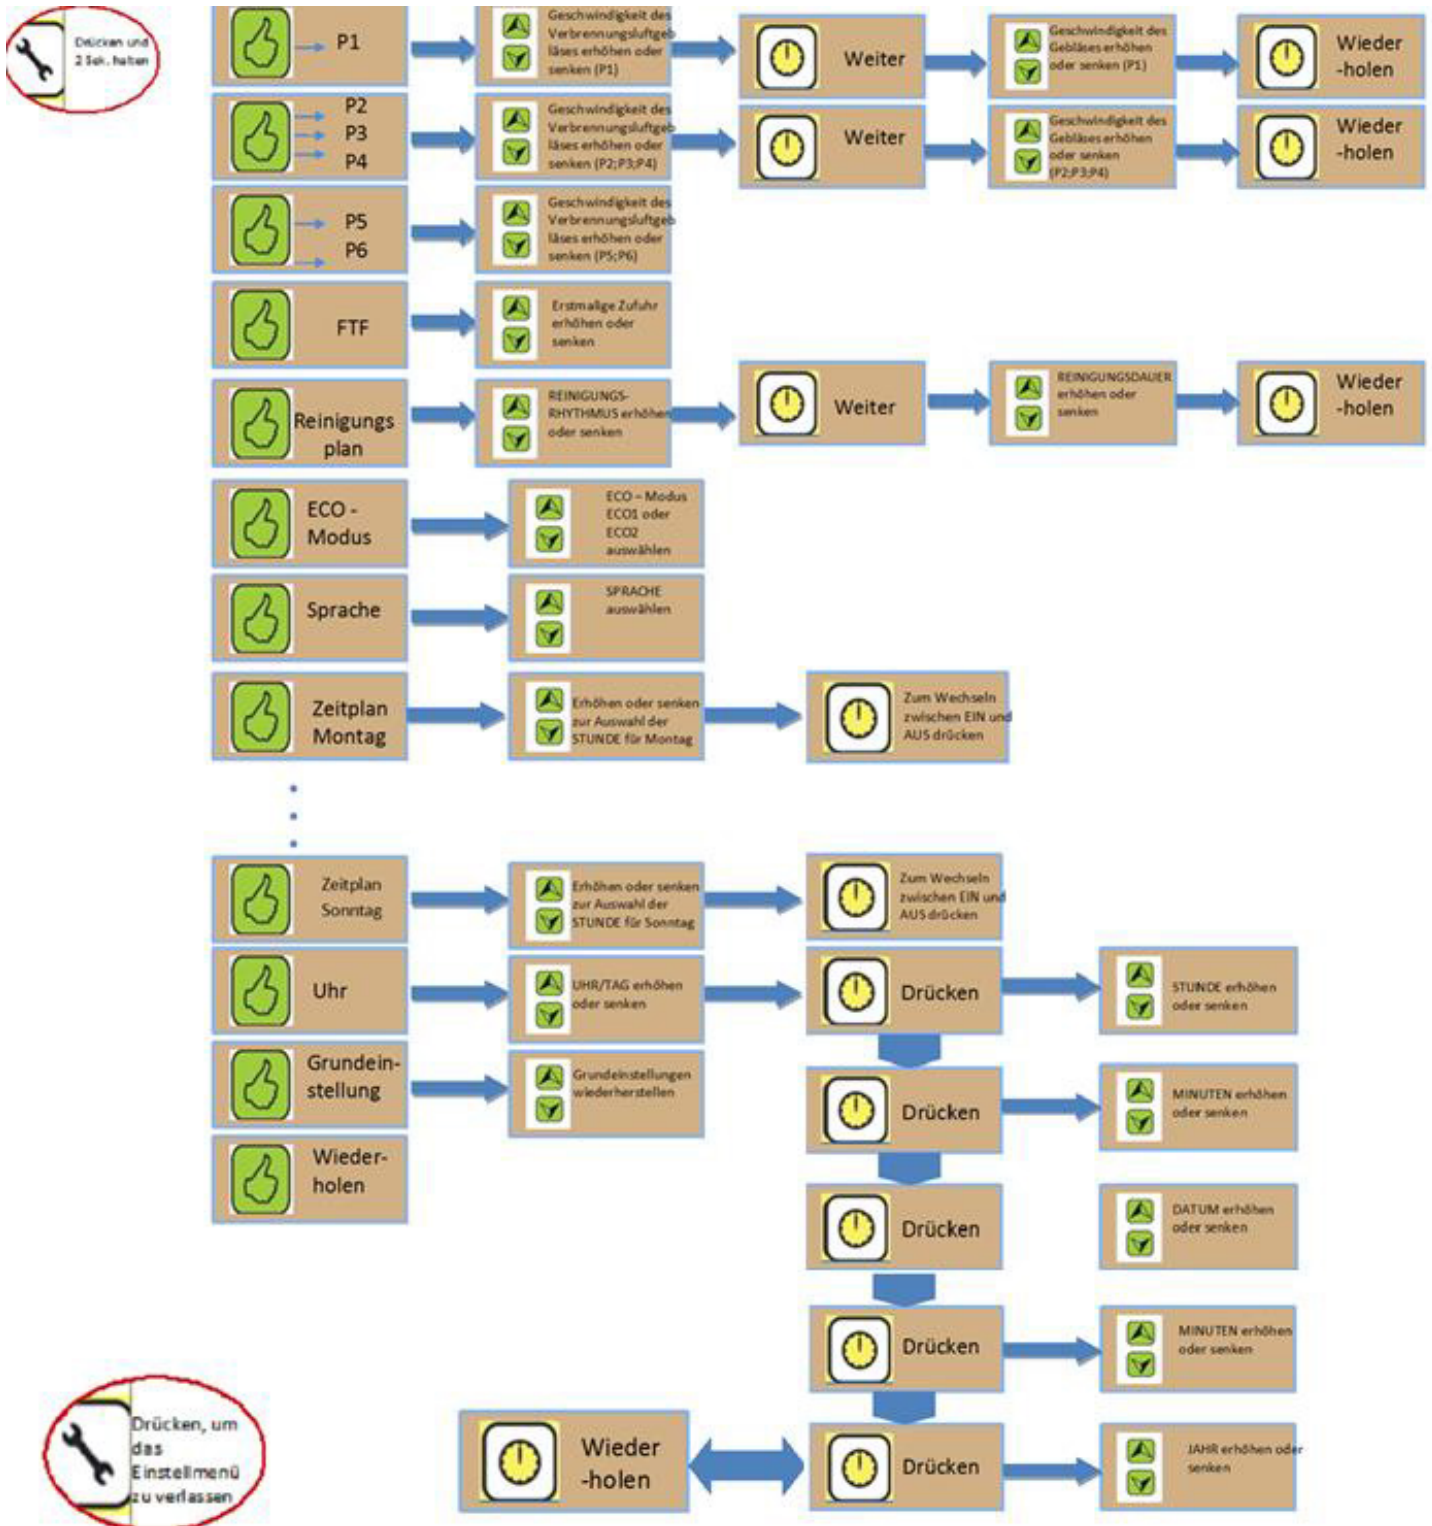 Drücken und
2 Sek. halten
P1
Geschwindigkeit des
Verbrennungsluftgeb
läses erhöhen oder
senken (P1)
Weiter
Geschwindigkeit des
Gebläses erhöhen
oder senken (P1)
Wieder
-holen
P2
P3
P4
Geschwindigkeit des
Verbrennungsluftgeb
läses erhöhen oder
senken (P2;P3;P4)
Weiter
Geschwindigkeit des
Gebläses erhöhen
oder senken
(P2;P3;P4)
Wieder
-holen
P5
P6
Geschwindigkeit des
Verbrennungsluftgeb
läses erhöhen oder
senken (P5;P6)
FTF
Erstmalige Zufuhr
erhöhen oder
senken
Reinigungs
plan
REINIGUNGS-
RHYTHMUS erhöhen
oder senken
Weiter
REINIGUNGSDAUER
erhöhen oder
senken
Wieder
-holen
ECO -
Modus
ECO – Modus
ECO1 oder
ECO2
auswählen
Sprache
SPRACHE
auswählen
Zeitplan
Montag
Erhöhen oder senken
zur Auswahl der
STUNDE für Montag
Zum Wechseln
zwischen EIN und
AUS drücken
Zeitplan
Sonntag
Erhöhen oder senken
zur Auswahl der
STUNDE für Sonntag
Zum Wechseln
zwischen EIN und
AUS drücken
Uhr
UHR/TAG erhöhen
oder senken
Drücken
STUNDE erhöhen
oder senken
Grundein-
stellung
Grundeinstellungen
wiederherstellen
Drücken
MINUTEN erhöhen
oder senken
Wieder-
holen
Drücken
DATUM erhöhen
oder senken
Drücken
MINUTEN erhöhen
oder senken
Drücken, um
das
Einstellmenü
zu verlassen
Wieder
-holen
Drücken
JAHR erhöhen oder
senken